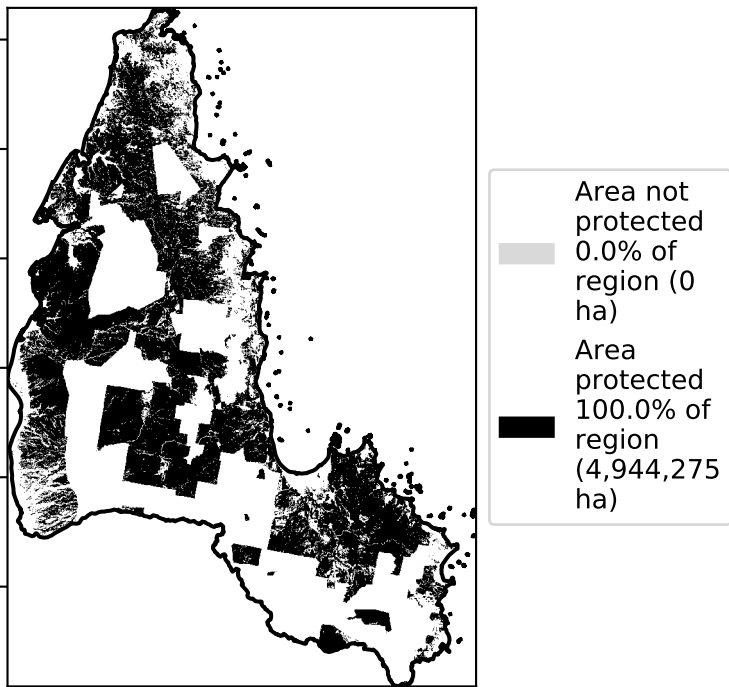 Area not
protected
0.0% of
region (0
ha)
Area
protected
100.0% of
region
(4,944,275
ha)